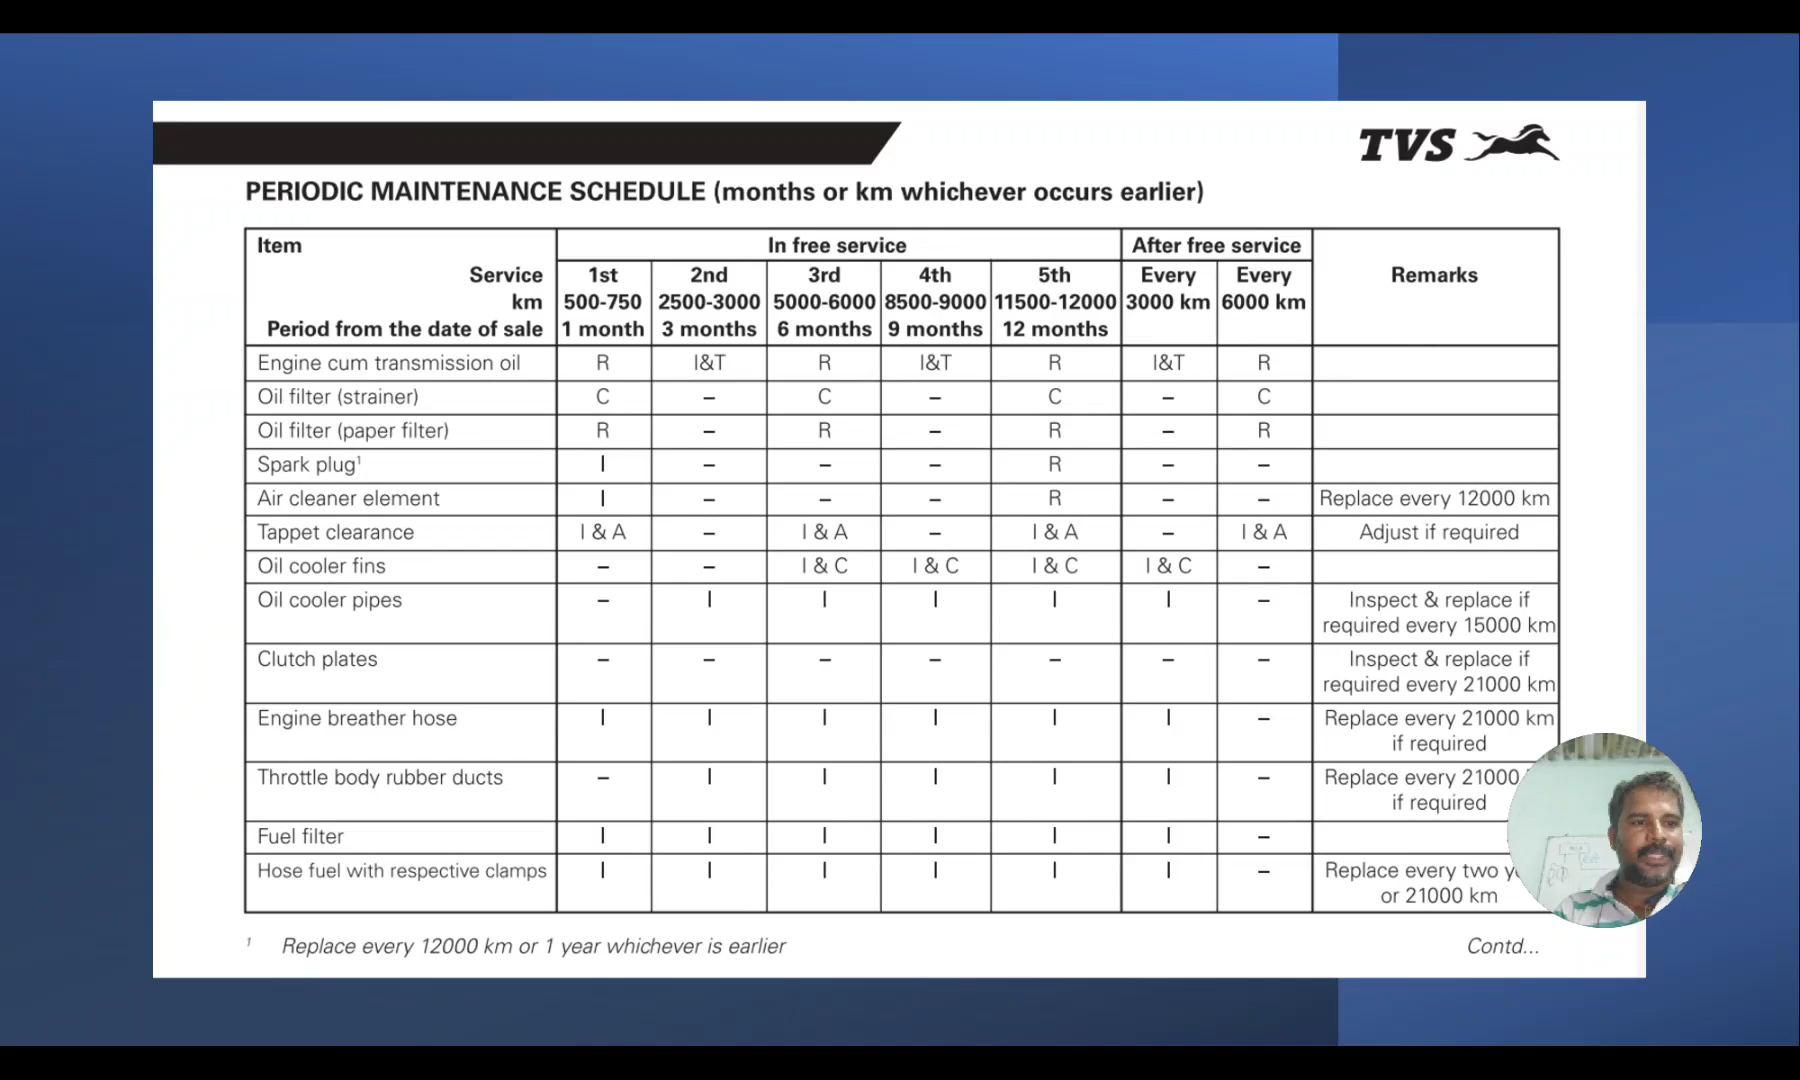 TVS
PERIODIC MAINTENANCE SCHEDULE (months or km whichever occurs earlier)
Item In free service After free service Remarks
Service 1st 2nd 3rd 4th 5th Every Every
km 500-750 2500-3000 5000-6000 8500-9000 11500-12000 3000 km 6000 km
Period from the date of sale 1 month 3 months 6 months 9 months 12 months
Engine cum transmission oil R I&T R I&T R I&T R
Oil filter (strainer) C – C – C – C
Oil filter (paper filter) R – R – R – R
Spark plug¹ I – – – R – –
Air cleaner element I – – – R – – Replace every 12000 km
Tappet clearance I & A – I & A – I & A – I & A Adjust if required
Oil cooler fins – – I & C I & C I & C I & C –
Oil cooler pipes – I I I I I – Inspect & replace if
required every 15000 km
Clutch plates – – – – – – – Inspect & replace if
required every 21000 km
Engine breather hose I I I I I I – Replace every 21000 km
if required
Throttle body rubber ducts – I I I I I – Replace every 21000
if required
Fuel filter I I I I I I –
Hose fuel with respective clamps I I I I I I – Replace every two
or 21000 km
¹ Replace every 12000 km or 1 year whichever is earlier
Contd...